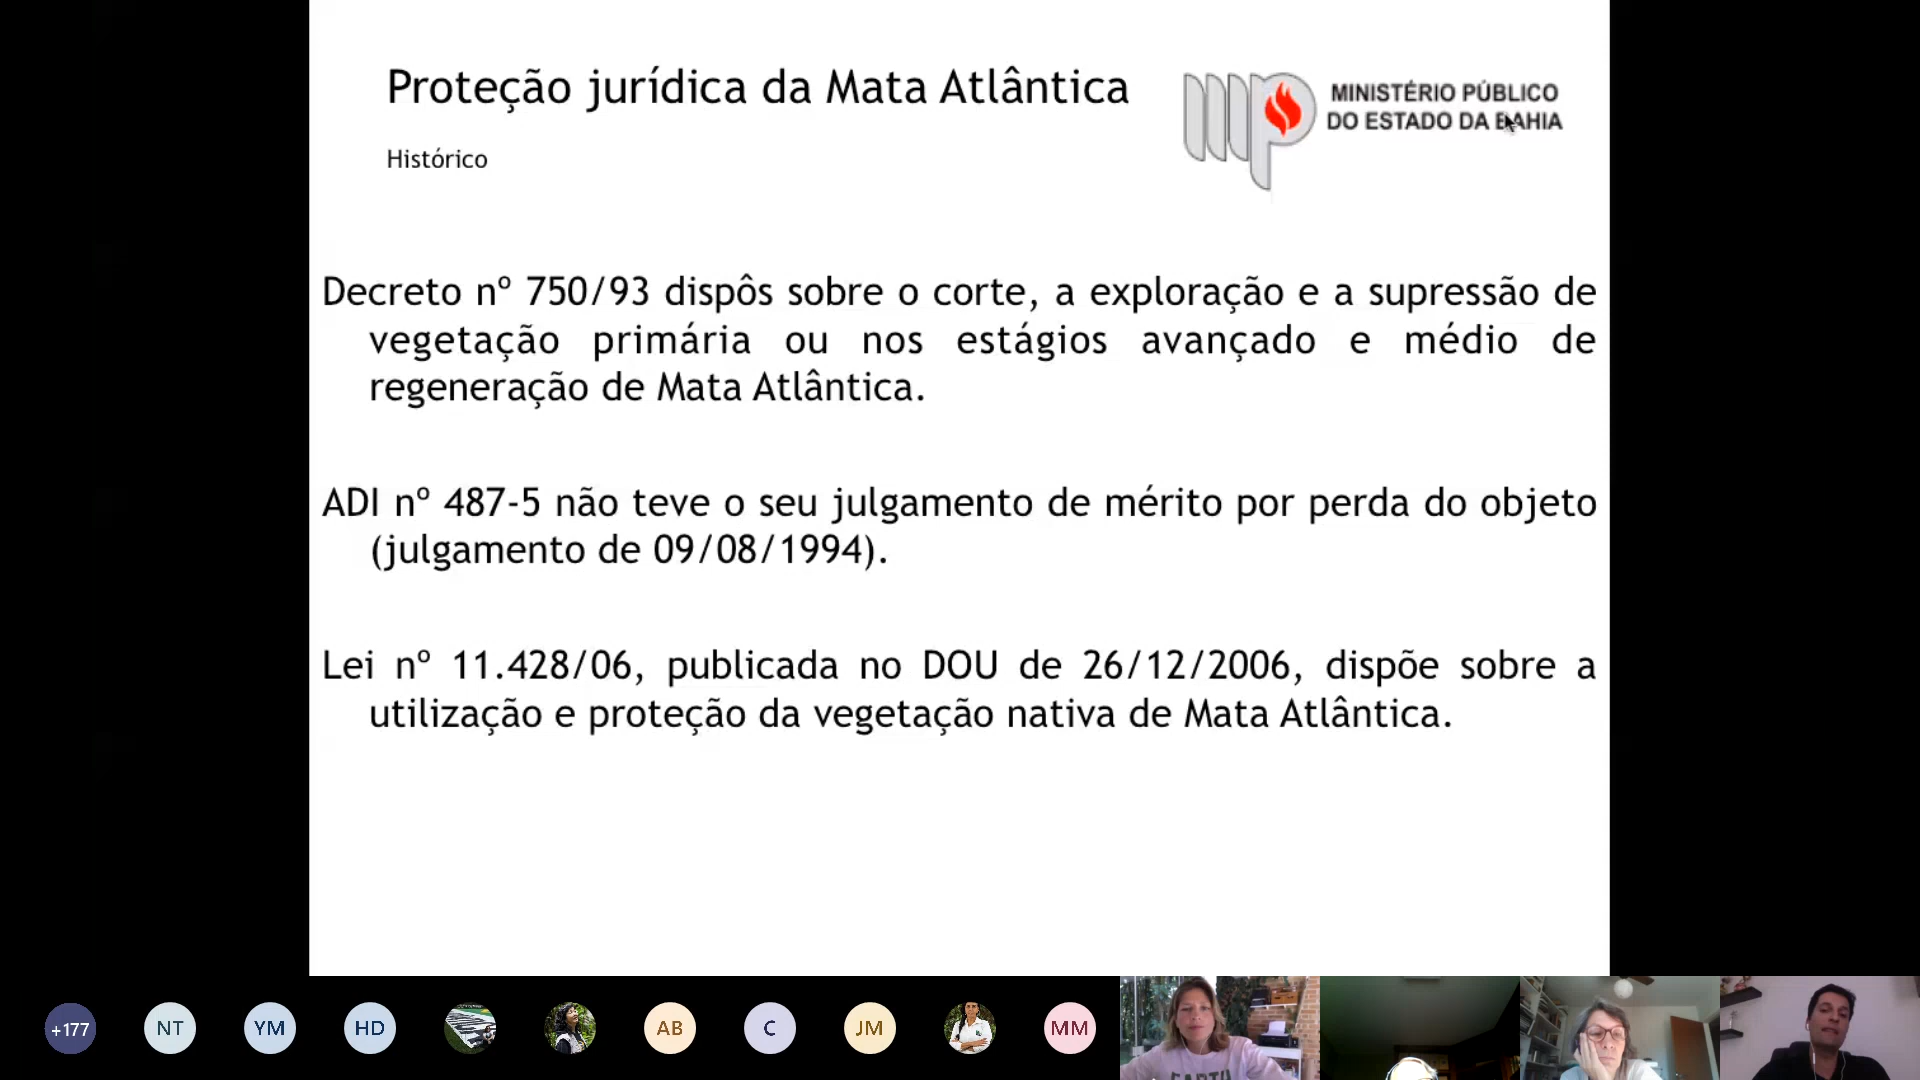 Proteção jurídica da Mata Atlântica
MINISTÉRIO PÚBLICO
DO ESTADO DA BAHIA
Histórico
Decreto nº 750/93 dispôs sobre o corte, a exploração e a supressão de
vegetação primária ou nos estágios avançado e médio de
regeneração de Mata Atlântica.
ADI nº 487-5 não teve o seu julgamento de mérito por perda do objeto
(julgamento de 09/08/1994).
Lei nº 11.428/06, publicada no DOU de 26/12/2006, dispõe sobre a
utilização e proteção da vegetação nativa de Mata Atlântica.
+177 NT YM HD AB C JM MM